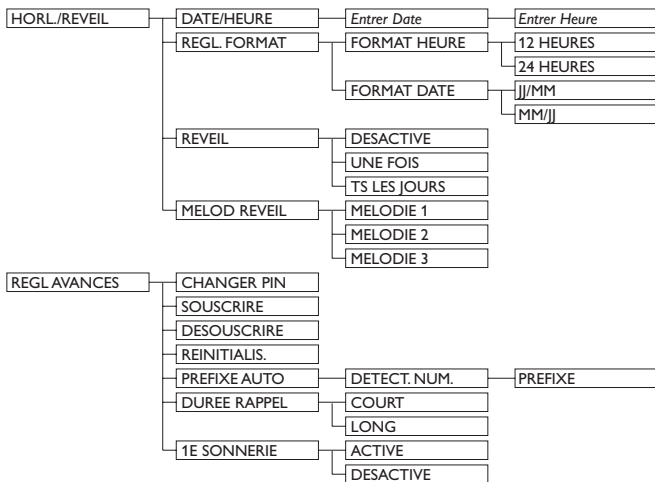 HORL./REVEIL DATE/HEURE Entrer Date Entrer Heure
REGL. FORMAT FORMAT HEURE 12 HEURES
24 HEURES
FORMAT DATE JJ/MM
MM/JJ
REVEIL DESACTIVE
UNE FOIS
TS LES JOURS
MELOD REVEIL MELODIE 1
MELODIE 2
MELODIE 3
REGL AVANCES CHANGER PIN
SOUSCRIRE
DESOUSCRIRE
REINITIALIS.
PREFIXE AUTO DETECT. NUM. PREFIXE
DUREE RAPPEL COURT
LONG
1E SONNERIE ACTIVE
DESACTIVE